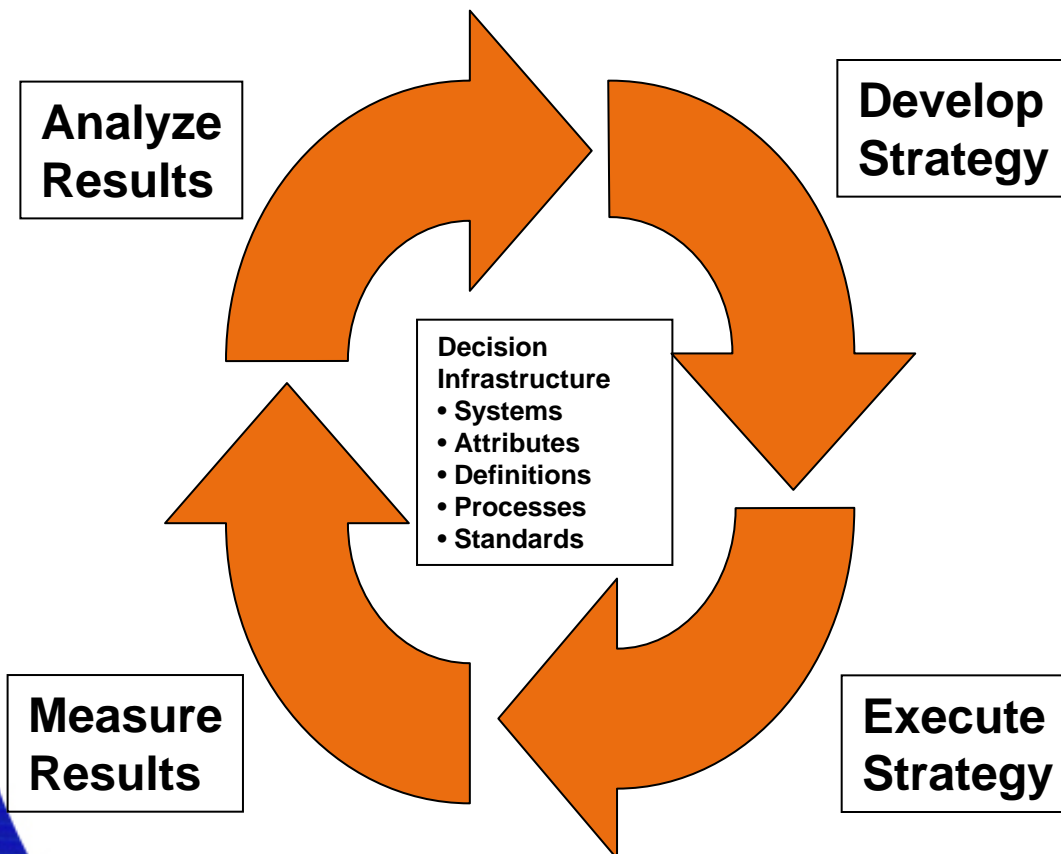 Analyze
Results
Develop
Strategy
Decision
Infrastructure
• Systems
• Attributes
• Definitions
• Processes
• Standards
Measure
Results
Execute
Strategy